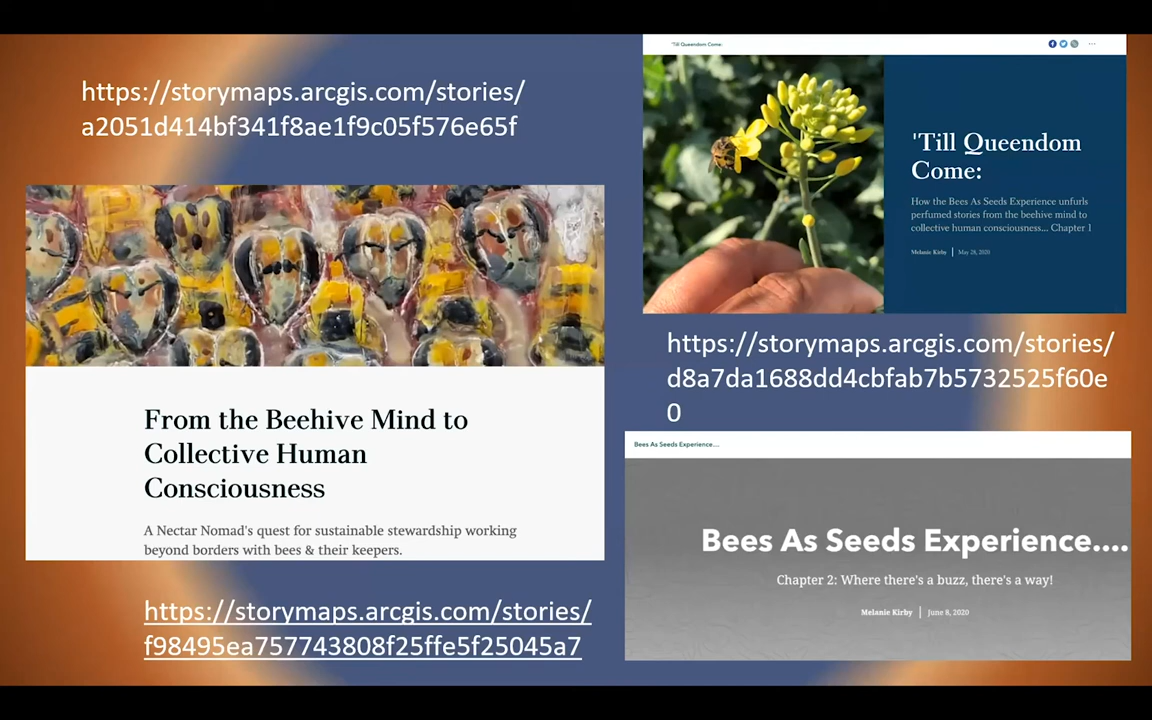 https://storymaps.arcgis.com/stories/
a2051d414bf341f8ae1f9c05f576e65f
From the Beehive Mind to
Collective Human
Consciousness
A Nectar Nomad's quest for sustainable stewardship working
beyond borders with bees & their keepers.
https://storymaps.arcgis.com/stories/
f98495ea757743808f25ffe5f25045a7
'Till Queendom Come:
'Till Queendom
Come:
How the Bees As Seeds Experience unfurls
perfumed stories from the beehive mind to
collective human consciousness... Chapter 1
Melanie Kirby | May 28, 2020
https://storymaps.arcgis.com/stories/
d8a7da1688dd4cbfab7b5732525f60e
0
Bees As Seeds Experience....
Bees As Seeds Experience....
Chapter 2: Where there's a buzz, there's a way!
Melanie Kirby | June 8, 2020